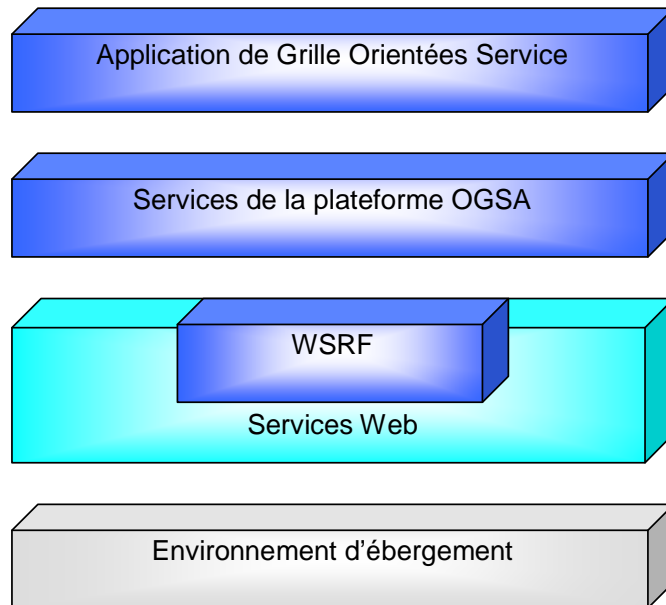 Application de Grille Orientées Service
Services de la plateforme OGSA
WSRF
Services Web
Environnement d'ébergement